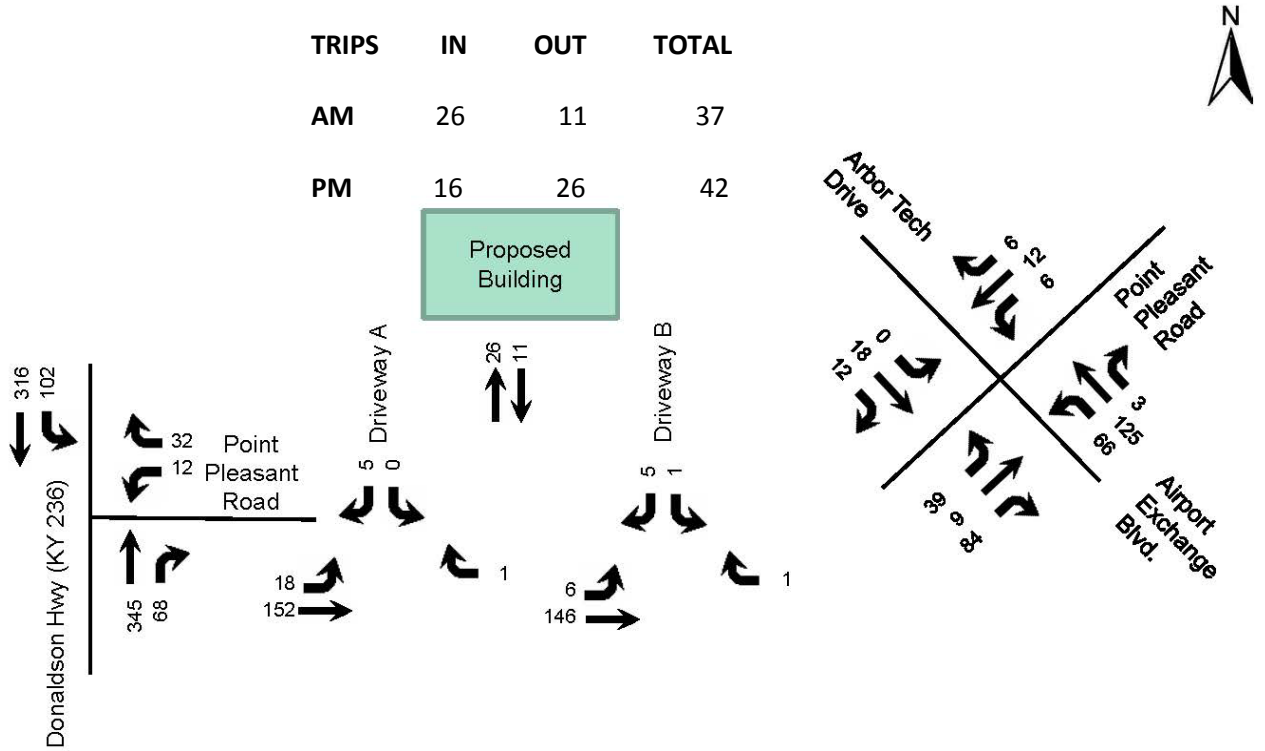 N
TRIPS IN OUT TOTAL
AM 26 11 37
PM 16 26 42
Proposed
Building
Arbor Tech
Drive
6
12
6
Point
Pleasant
Road
0
18
12
3
125
66
39
9
84
Airport
Exchange
Blvd.
316
102
32
12
Point
Pleasant
Road
345
68
Donaldson Hwy (KY 236)
Driveway A
5 0
18
152
1
26
11
Driveway B
5 1
6
146
1